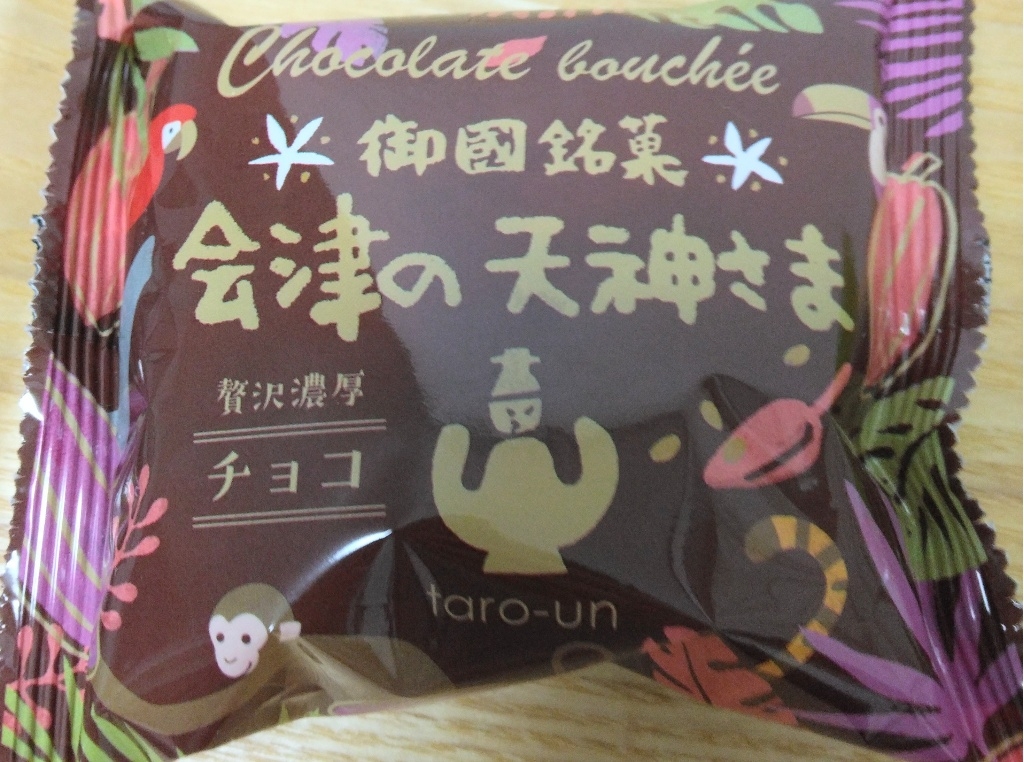 Chocolate bouchée
御國銘菓
会津の天神さま
贅沢濃厚
チョコ
taro-un